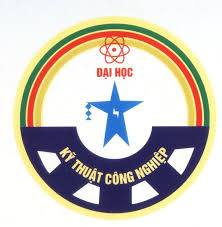 ĐẠI HỌC
KỸ THUẬT CÔNG NGHIỆP